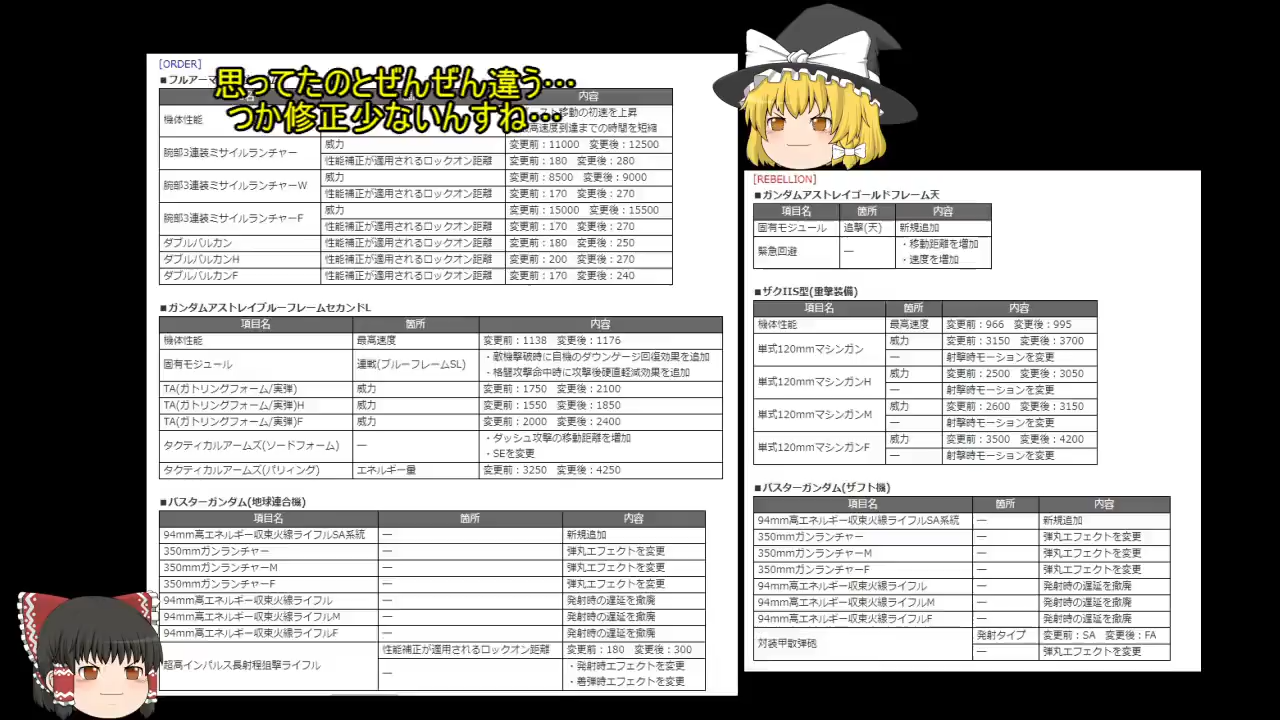 思ってたのとぜんぜん違う…
つか修正少ないんすね…
[ORDER]
■フルアーマ
内容
機体性能
スト移動の初速を上昇
最高速度到達までの時間を短縮
腕部3連装ミサイルランチャー 威力 変更前：11000 変更後：12500
性能補正が適用されるロックオン距離 変更前：180 変更後：280
腕部3連装ミサイルランチャーW 威力 変更前：8500 変更後：9000
性能補正が適用されるロックオン距離 変更前：170 変更後：270
腕部3連装ミサイルランチャーF 威力 変更前：15000 変更後：15500
性能補正が適用されるロックオン距離 変更前：170 変更後：270
ダブルバルカン 性能補正が適用されるロックオン距離 変更前：180 変更後：250
ダブルバルカンH 性能補正が適用されるロックオン距離 変更前：200 変更後：270
ダブルバルカンF 性能補正が適用されるロックオン距離 変更前：170 変更後：240
■ガンダムアストレイブルーフレームセカンドL
項目名 箇所 内容
機体性能 最高速度 変更前：1138 変更後：1176
固有モジュール 連戦(ブルーフレームSL) ・敵機撃破時に自機のダウンゲージ回復効果を追加
・格闘攻撃命中時に攻撃後硬直軽減効果を追加
TA(ガトリングフォーム/実弾) 威力 変更前：1750 変更後：2100
TA(ガトリングフォーム/実弾)H 威力 変更前：1550 変更後：1850
TA(ガトリングフォーム/実弾)F 威力 変更前：2000 変更後：2400
タクティカルアームズ(ソードフォーム) ― ・ダッシュ攻撃の移動距離を増加
・SEを変更
タクティカルアームズ(パリィング) エネルギー量 変更前：3250 変更後：4250
■バスターガンダム(地球連合機)
項目名 箇所 内容
94mm高エネルギー収束火線ライフルSA系統 ― 新規追加
350mmガンランチャー ― 弾丸エフェクトを変更
350mmガンランチャーM ― 弾丸エフェクトを変更
350mmガンランチャーF ― 弾丸エフェクトを変更
94mm高エネルギー収束火線ライフル ― 発射時の遅延を撤廃
94mm高エネルギー収束火線ライフルM ― 発射時の遅延を撤廃
94mm高エネルギー収束火線ライフルF ― 発射時の遅延を撤廃
超高インパルス長射程狙撃ライフル 性能補正が適用されるロックオン距離 変更前：180 変更後：300
― ・発射時エフェクトを変更
・着弾時エフェクトを変更
[REBELLION]
■ガンダムアストレイゴールドフレーム天
項目名 箇所 内容
固有モジュール 追撃(天) 新規追加
緊急回避 ― ・移動距離を増加
・速度を増加
■ザクIIS型(重撃装備)
項目名 箇所 内容
機体性能 最高速度 変更前：966 変更後：995
単式120mmマシンガン 威力 変更前：3150 変更後：3700
― 射撃時モーションを変更
単式120mmマシンガンH 威力 変更前：2500 変更後：3050
― 射撃時モーションを変更
単式120mmマシンガンM 威力 変更前：2600 変更後：3150
― 射撃時モーションを変更
単式120mmマシンガンF 威力 変更前：3500 変更後：4200
― 射撃時モーションを変更
■バスターガンダム(ザフト機)
項目名 箇所 内容
94mm高エネルギー収束火線ライフルSA系統 ― 新規追加
350mmガンランチャー ― 弾丸エフェクトを変更
350mmガンランチャーM ― 弾丸エフェクトを変更
350mmガンランチャーF ― 弾丸エフェクトを変更
94mm高エネルギー収束火線ライフル ― 発射時の遅延を撤廃
94mm高エネルギー収束火線ライフルM ― 発射時の遅延を撤廃
94mm高エネルギー収束火線ライフルF ― 発射時の遅延を撤廃
対装甲散弾砲 発射タイプ 変更前：SA 変更後：FA
― 弾丸エフェクトを変更